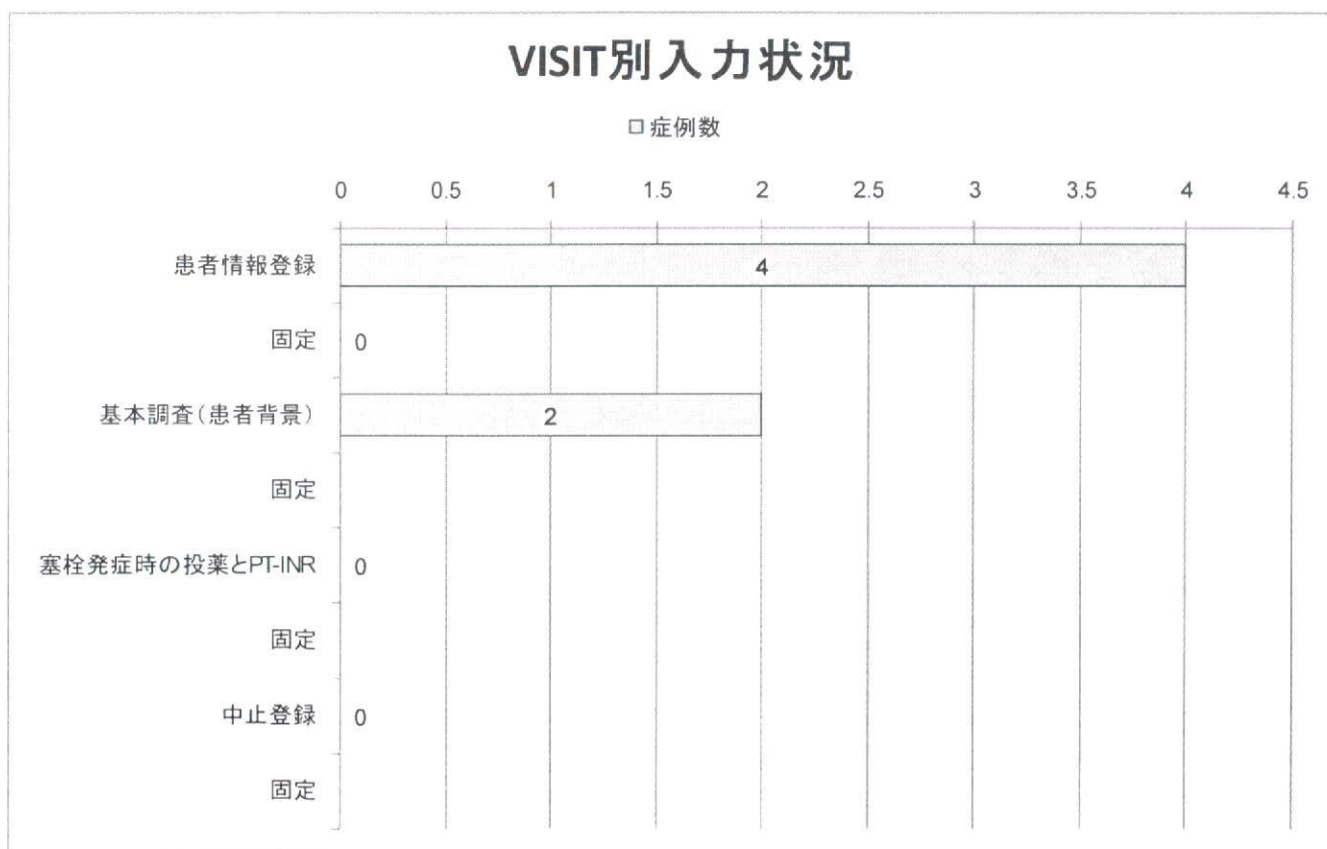 VISIT別入力状況
症例数
0 0.5 1 1.5 2 2.5 3 3.5 4 4.5
患者情報登録 4
固定 0
基本調査(患者背景) 2
固定
塞栓発症時の投薬とPT-INR 0
固定
中止登録 0
固定